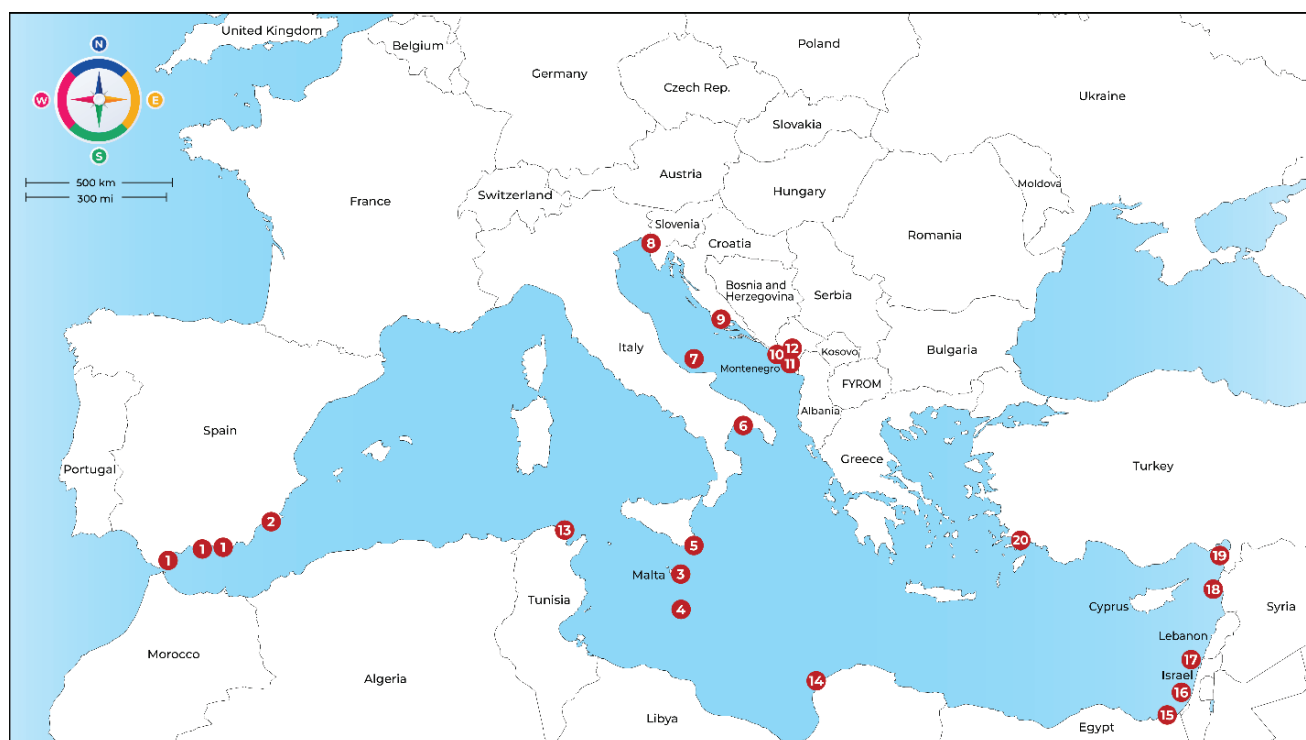 United Kingdom
Belgium
Poland
N
Germany
Czech Rep.
Ukraine
W
E
Slovakia
S
Austria
500 km
Hungary
Moldova
300 mi
Switzerland
France
Slovenia
Romania
8
Croatia
Bosnia and
Herzegovina
Serbia
9
Italy
12
10
Kosovo
Bulgaria
7
11
Montenegro
FYROM
Albania
6
Spain
Greece
Portugal
Turkey
2
13
20
1
1
1
5
19
Malta
3
18
Tunisia
4
Cyprus
Syria
Lebanon
Morocco
17
Algeria
14
Israel
16
Libya
15
Egypt